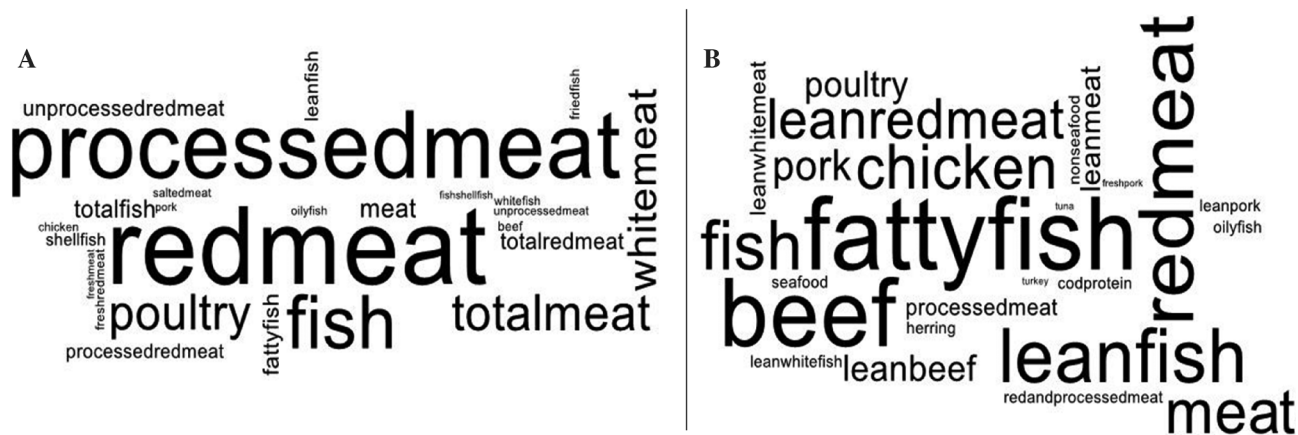 A
leanfish
friedfish
unprocessedredmeat
processedmeat
whitemeat
saltedmeat
fishshellfish
whitefish
totalfish
pork
oilyfish
meat
unprocessedmeat
chicken
beef
shellfish
redmeat
totalredmeat
freshmeat
freshredmeat
poultry
fattyfish
fish
totalmeat
processedredmeat
B
redmeat
leanwhitemeat
poultry
nonseafood
leanmeat
leanredmeat
pork
chicken
freshpork
tuna
leanpork
fish
fattyfish
oilyfish
seafood
turkey
codprotein
beef
processedmeat
herring
leanwhitefish
leanbeef
leanfish
redandprocessedmeat
meat